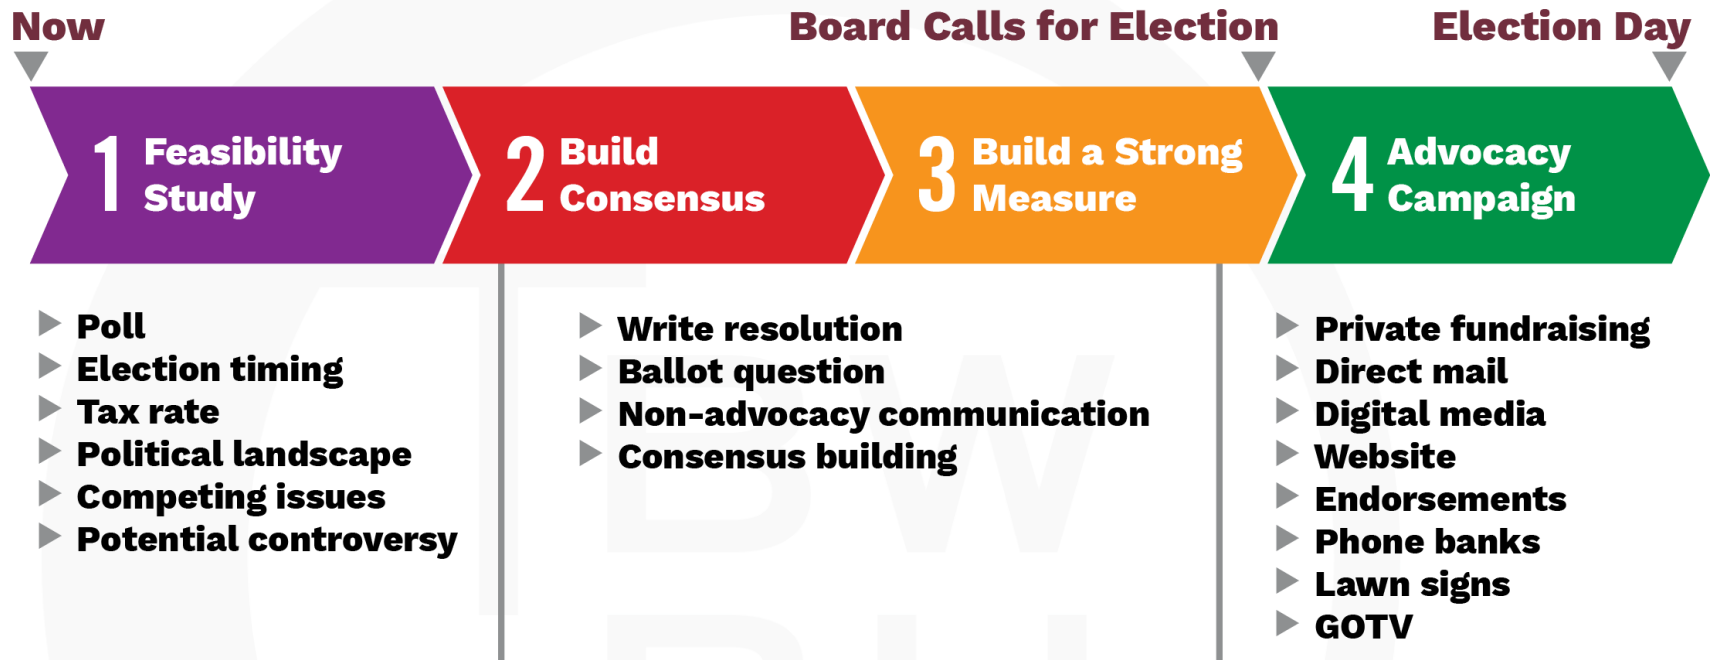 Now
Board Calls for Election
Election Day
1 Feasibility
Study
2 Build
Consensus
3 Build a Strong
Measure
4 Advocacy
Campaign
Poll
Election timing
Tax rate
Political landscape
Competing issues
Potential controversy
Write resolution
Ballot question
Non-advocacy communication
Consensus building
Private fundraising
Direct mail
Digital media
Website
Endorsements
Phone banks
Lawn signs
GOTV